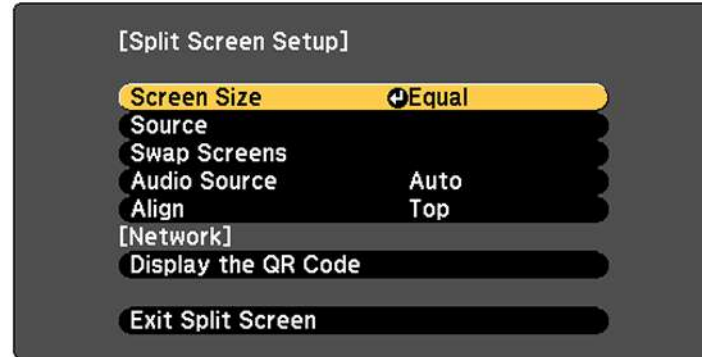 [Split Screen Setup]
Screen Size Equal
Source
Swap Screens
Audio Source Auto
Align Top
[Network]
Display the QR Code
Exit Split Screen